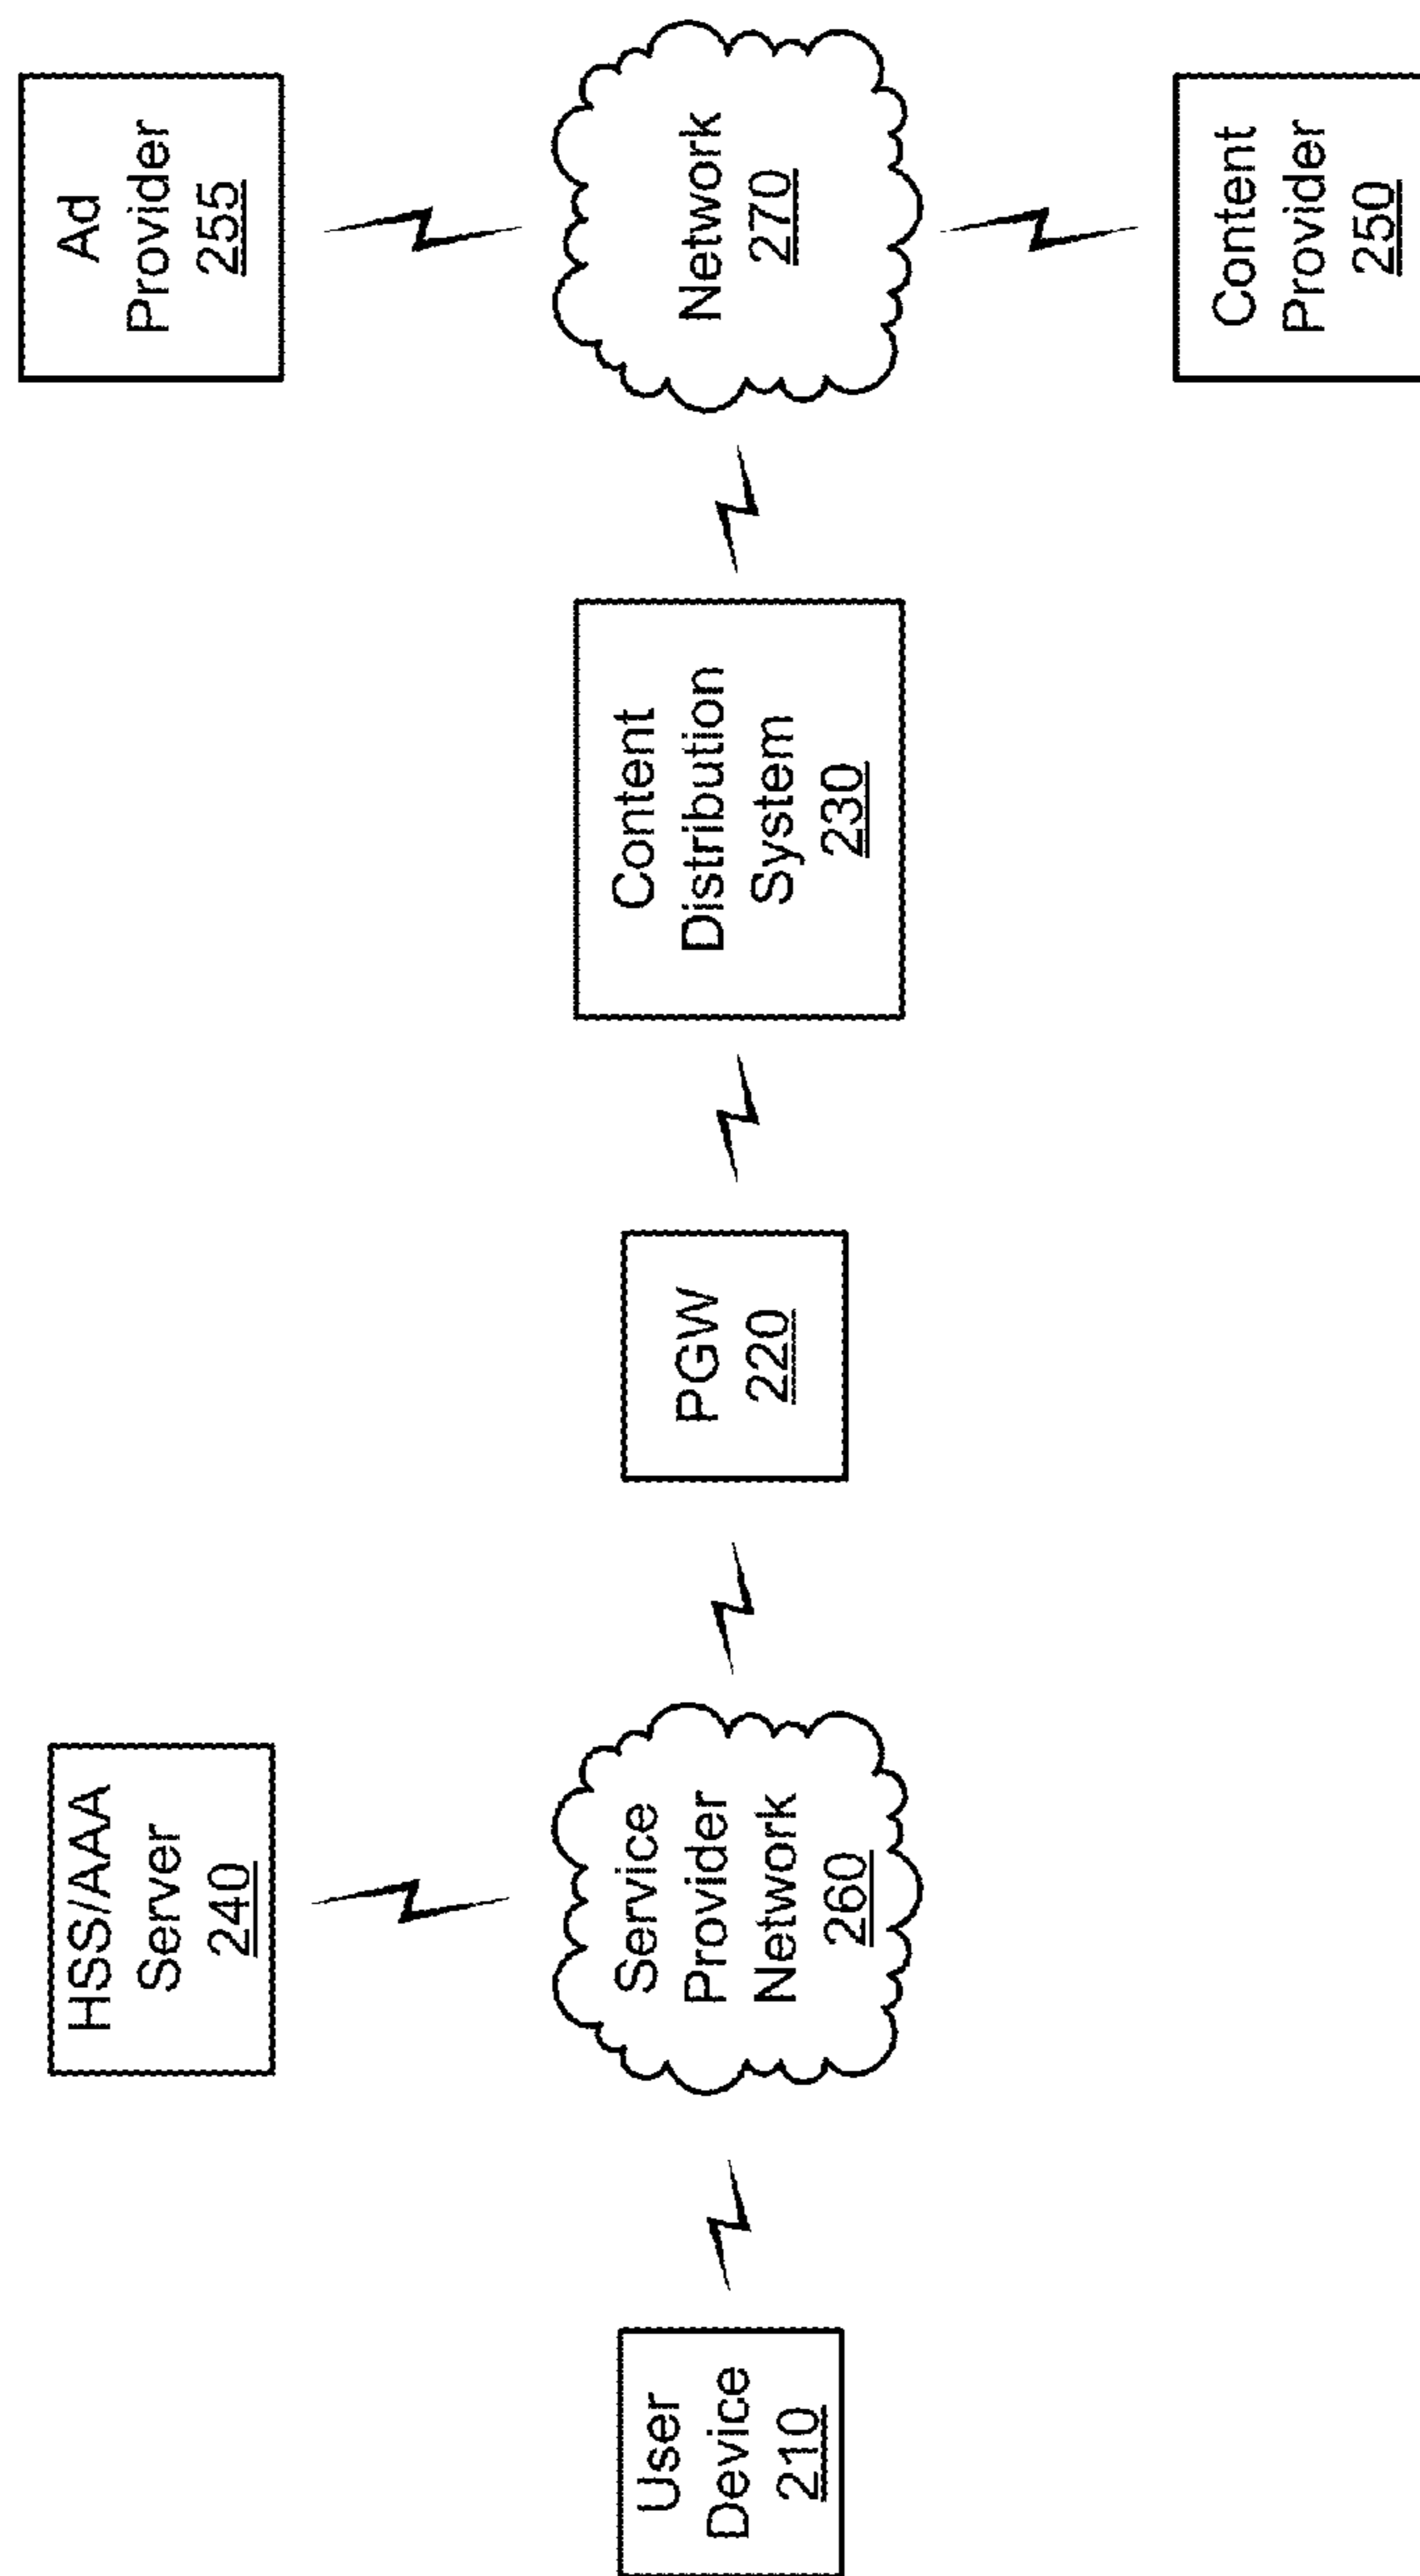 HSS/AAA
Server
240
Ad
Provider
255
User
Device
210
Service
Provider
Network
260
PGW
220
Content
Distribution
System
230
Network
270
Content
Provider
250